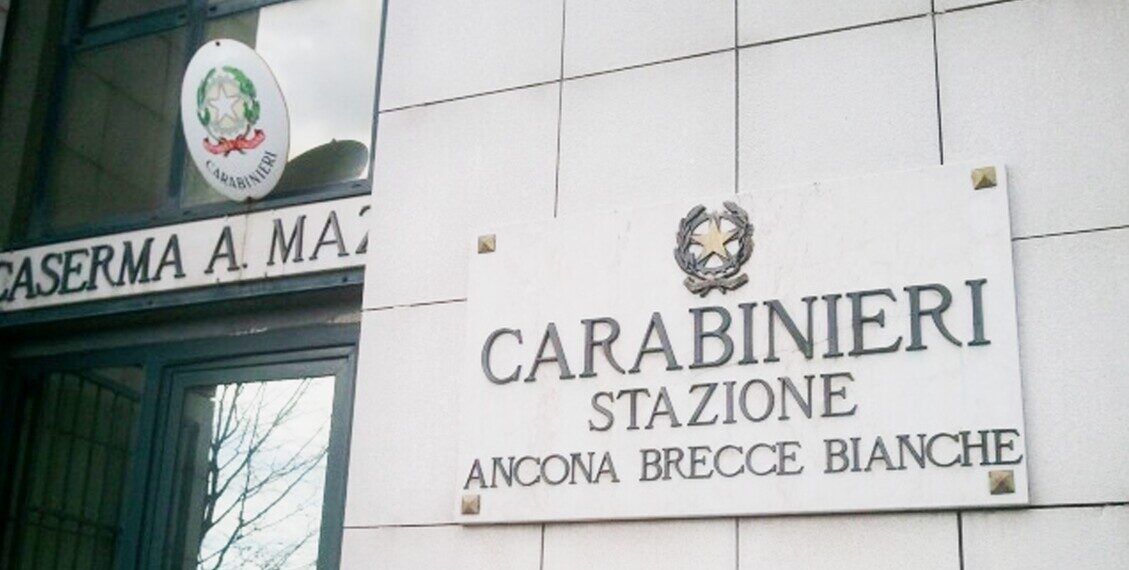 CARABINIERI
CASERMA A.
CARABINIERI
STAZIONE
ANCONA BRECCE BIANCHE